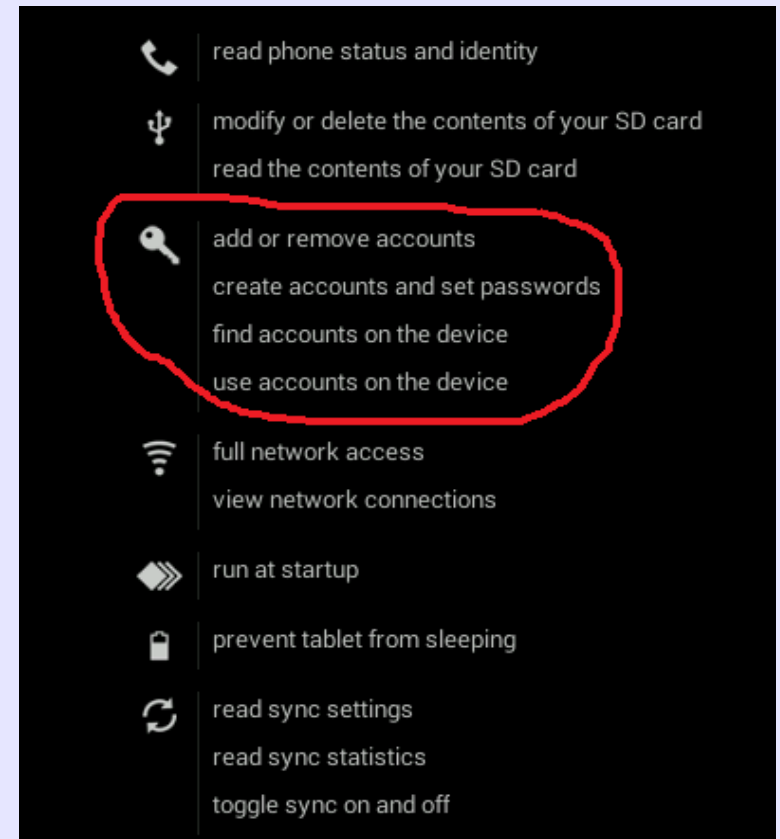 read phone status and identity
modify or delete the contents of your SD card
read the contents of your SD card
add or remove accounts
create accounts and set passwords
find accounts on the device
use accounts on the device
full network access
view network connections
run at startup
prevent tablet from sleeping
read sync settings
read sync statistics
toggle sync on and off